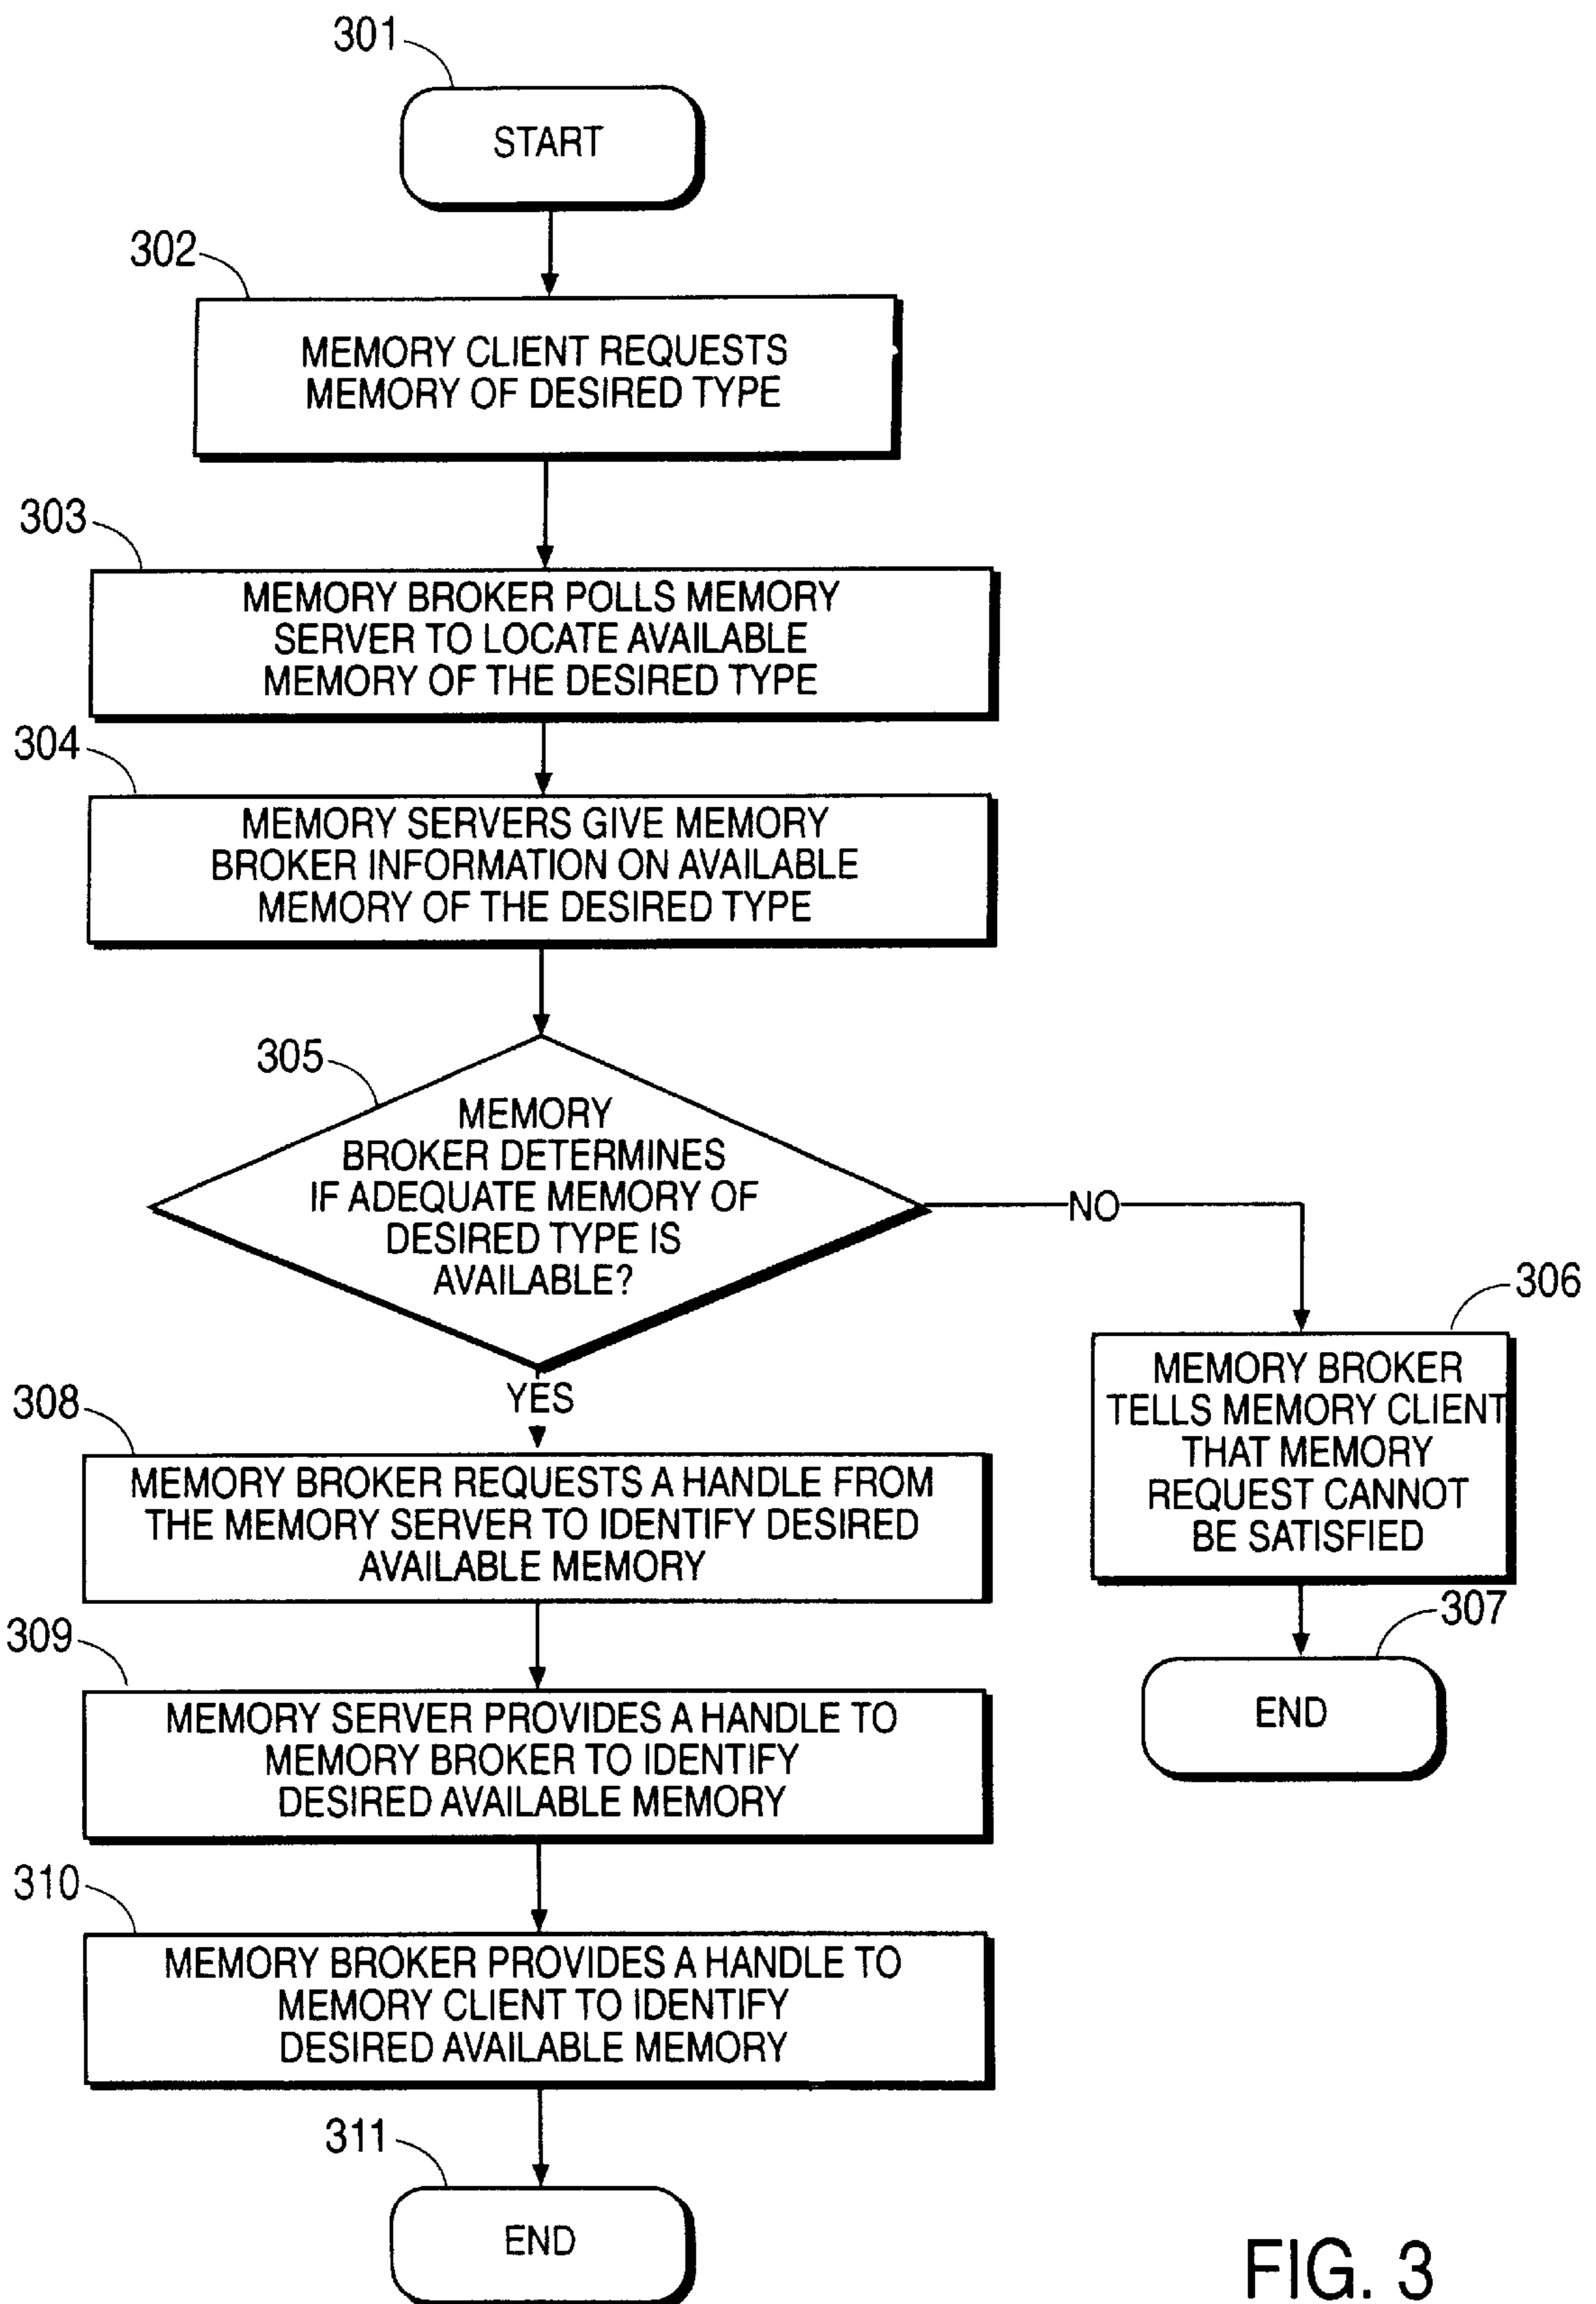 301
START
302
MEMORY CLIENT REQUESTS
MEMORY OF DESIRED TYPE
303
MEMORY BROKER POLLS MEMORY
SERVER TO LOCATE AVAILABLE
MEMORY OF THE DESIRED TYPE
304
MEMORY SERVERS GIVE MEMORY
BROKER INFORMATION ON AVAILABLE
MEMORY OF THE DESIRED TYPE
305
MEMORY
BROKER DETERMINES
IF ADEQUATE MEMORY OF
DESIRED TYPE IS
AVAILABLE?
NO
306
MEMORY BROKER
TELLS MEMORY CLIENT
THAT MEMORY
REQUEST CANNOT
BE SATISFIED
307
END
YES
308
MEMORY BROKER REQUESTS A HANDLE FROM
THE MEMORY SERVER TO IDENTIFY DESIRED
AVAILABLE MEMORY
309
MEMORY SERVER PROVIDES A HANDLE TO
MEMORY BROKER TO IDENTIFY
DESIRED AVAILABLE MEMORY
310
MEMORY BROKER PROVIDES A HANDLE TO
MEMORY CLIENT TO IDENTIFY
DESIRED AVAILABLE MEMORY
311
END
FIG. 3